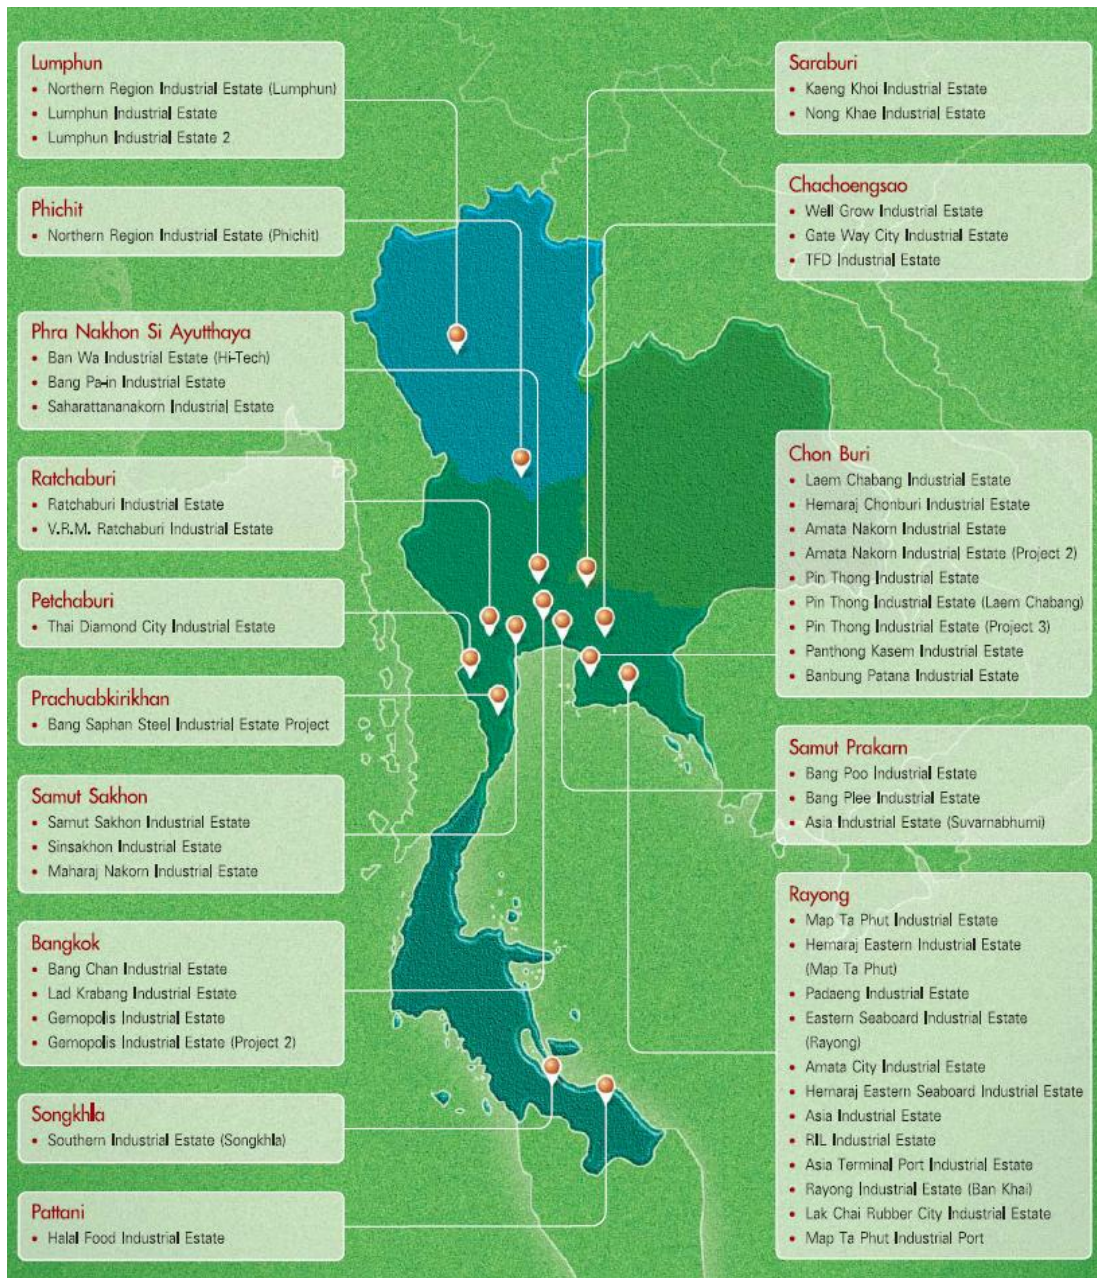 Lumphun
• Northern Region Industrial Estate (Lumphun)
• Lumphun Industrial Estate
• Lumphun Industrial Estate 2
Phichit
• Northern Region Industrial Estate (Phichit)
Phra Nakhon Si Ayutthaya
• Ban Wa Industrial Estate (Hi-Tech)
• Bang Pa-in Industrial Estate
• Saharattananakorn Industrial Estate
Ratchaburi
• Ratchaburi Industrial Estate
• V.R.M. Ratchaburi Industrial Estate
Petchaburi
• Thai Diamond City Industrial Estate
Prachuabkirikhan
• Bang Saphan Steel Industrial Estate Project
Samut Sakhon
• Samut Sakhon Industrial Estate
• Sinsakhon Industrial Estate
• Maharaj Nakorn Industrial Estate
Bangkok
• Bang Chan Industrial Estate
• Lad Krabang Industrial Estate
• Gemopolis Industrial Estate
• Gemopolis Industrial Estate (Project 2)
Songkhla
• Southern Industrial Estate (Songkhla)
Pattani
• Halal Food Industrial Estate
Saraburi
• Kaeng Khoi Industrial Estate
• Nong Khae Industrial Estate
Chachoengsao
• Well Grow Industrial Estate
• Gate Way City Industrial Estate
• TFD Industrial Estate
Chon Buri
• Laem Chabang Industrial Estate
• Hemaraj Chonburi Industrial Estate
• Amata Nakorn Industrial Estate
• Amata Nakorn Industrial Estate (Project 2)
• Pin Thong Industrial Estate
• Pin Thong Industrial Estate (Laem Chabang)
• Pin Thong Industrial Estate (Project 3)
• Panthong Kasem Industrial Estate
• Banbung Patana Industrial Estate
Samut Prakarn
• Bang Poo Industrial Estate
• Bang Plee Industrial Estate
• Asia Industrial Estate (Suvarnabhumi)
Rayong
• Map Ta Phut Industrial Estate
• Hemaraj Eastern Industrial Estate
(Map Ta Phut)
• Padaeng Industrial Estate
• Eastern Seaboard Industrial Estate
(Rayong)
• Amata City Industrial Estate
• Hemaraj Eastern Seaboard Industrial Estate
• Asia Industrial Estate
• RIL Industrial Estate
• Asia Terminal Port Industrial Estate
• Rayong Industrial Estate (Ban Khai)
• Lak Chai Rubber City Industrial Estate
• Map Ta Phut Industrial Port